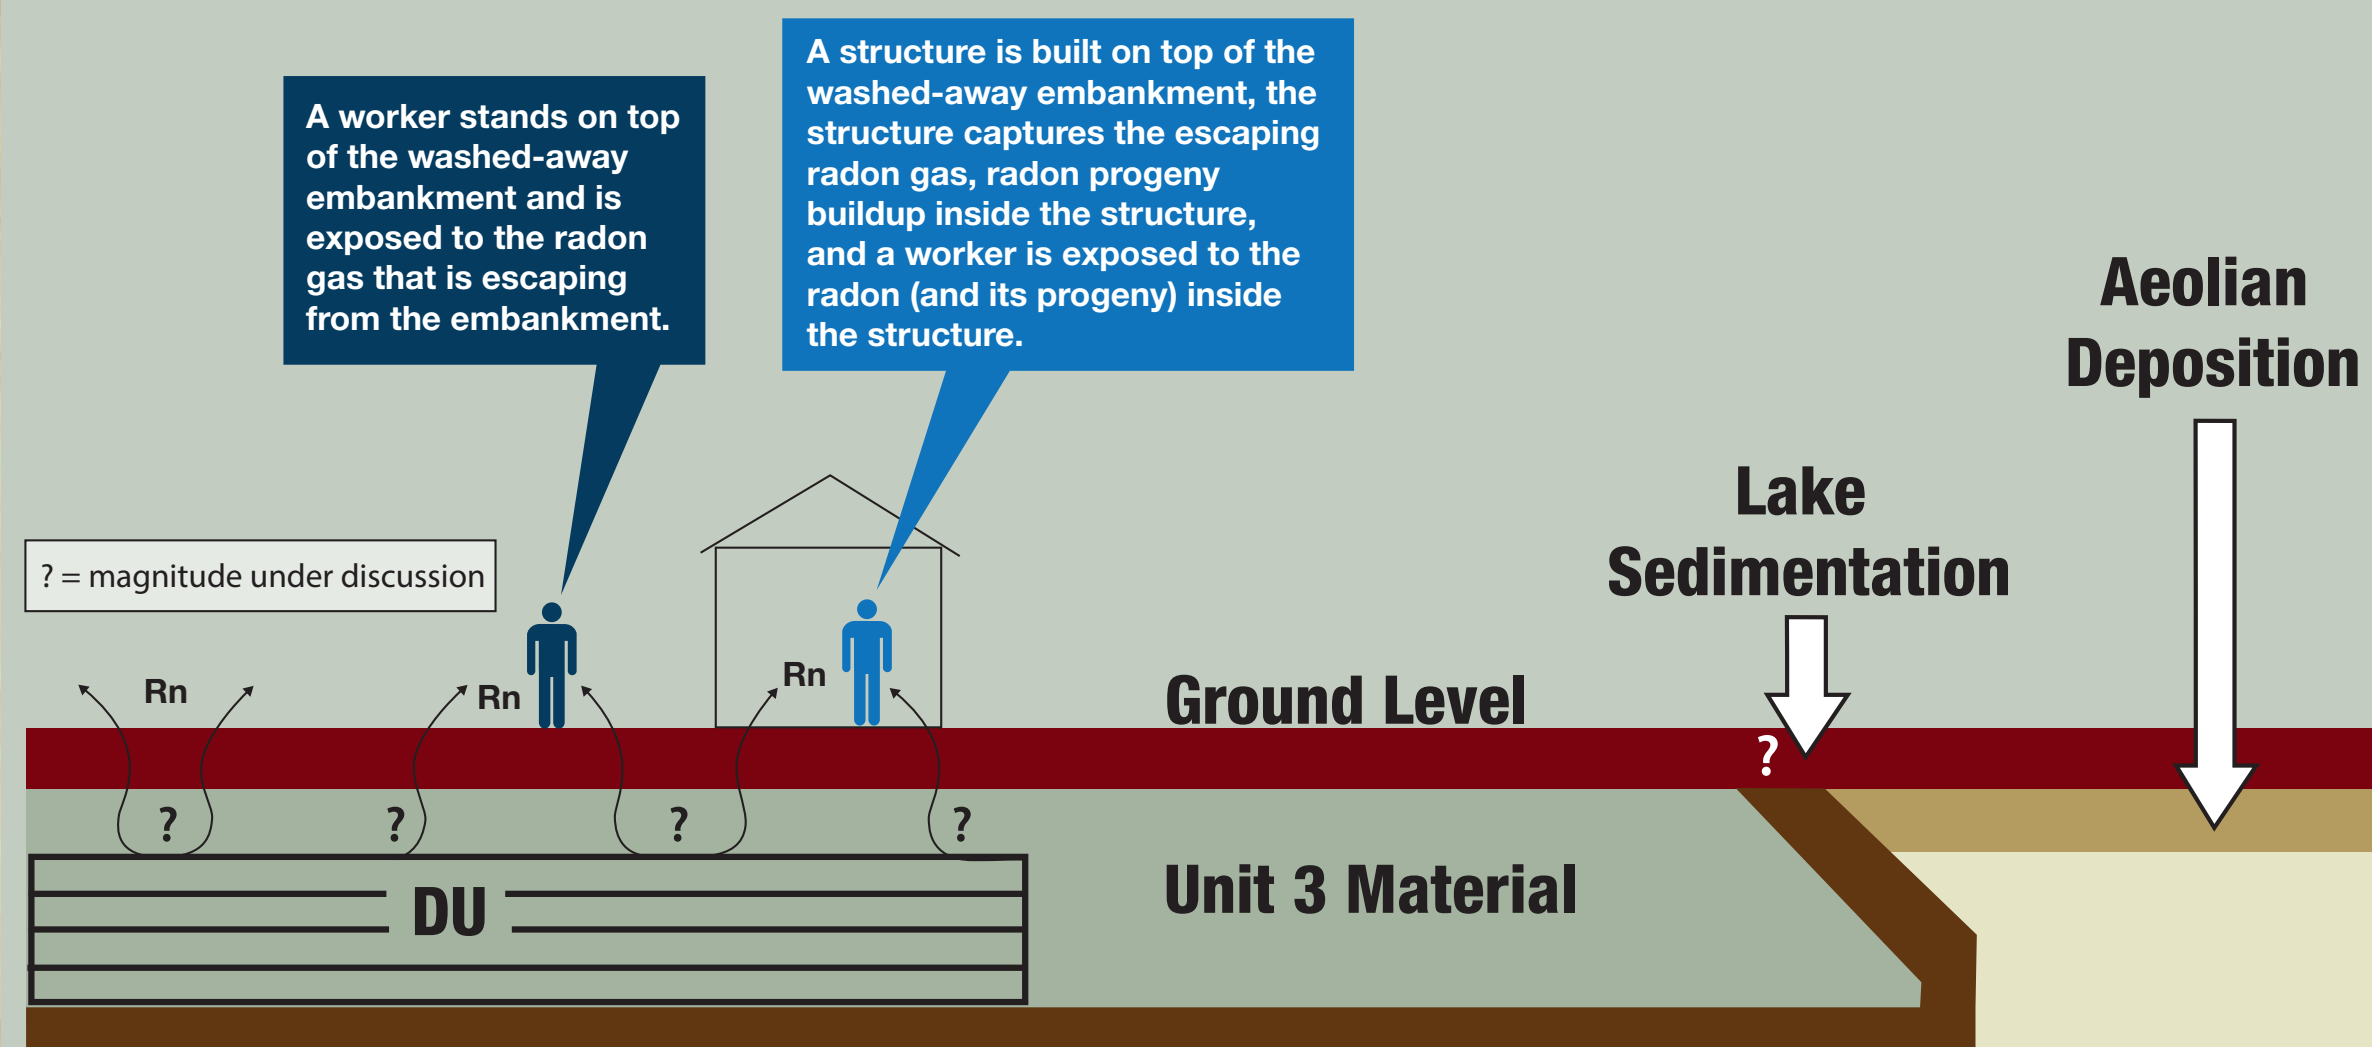 A worker stands on top
of the washed-away
embankment and is
exposed to the radon
gas that is escaping
from the embankment.
A structure is built on top of the
washed-away embankment, the
structure captures the escaping
radon gas, radon progeny
buildup inside the structure,
and a worker is exposed to the
radon (and its progeny) inside
the structure.
Aeolian
Deposition
Lake
Sedimentation
? = magnitude under discussion
Rn
Rn
Rn
Ground Level
?
?
?
?
?
DU
Unit 3 Material